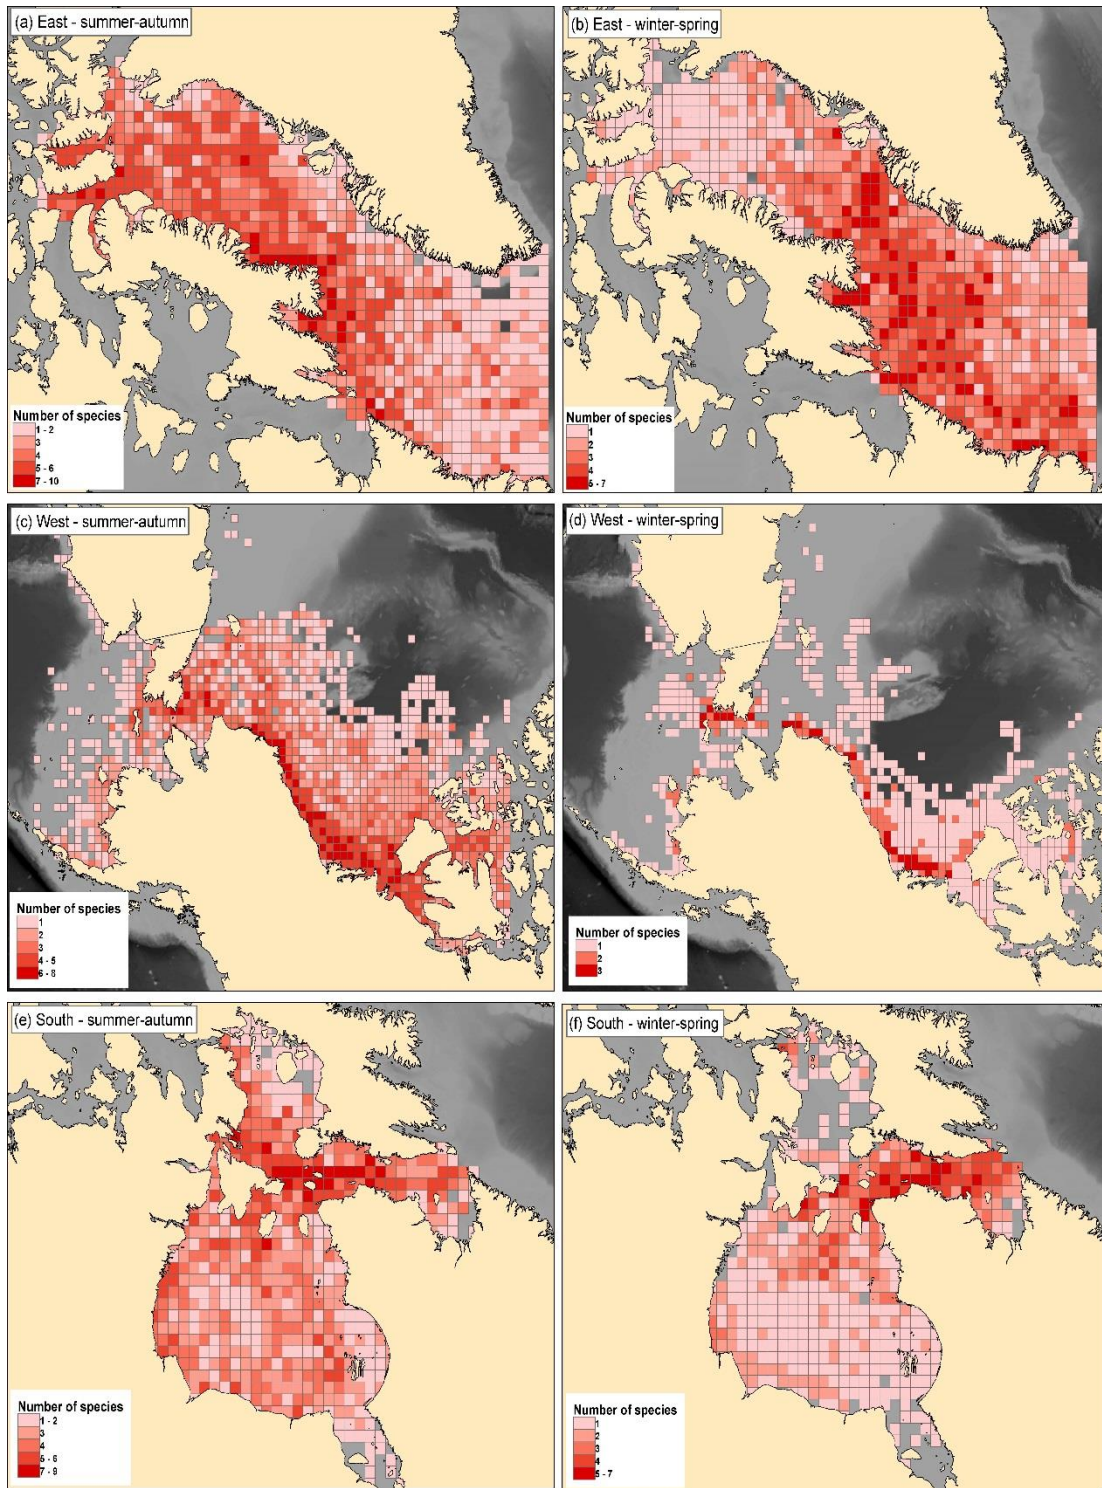 (a) East - summer-autumn
Number of species
1 - 2
3
4
5 - 6
7 - 10
(b) East - winter-spring
Number of species
1
2
3
4
5 - 7
(c) West - summer-autumn
Number of species
1
2
3
4 - 5
6 - 8
(d) West - winter-spring
Number of species
1
2
3
(e) South - summer-autumn
Number of species
1 - 2
3
4
5 - 6
7 - 9
(f) South - winter-spring
Number of species
1
2
3
4
5 - 7